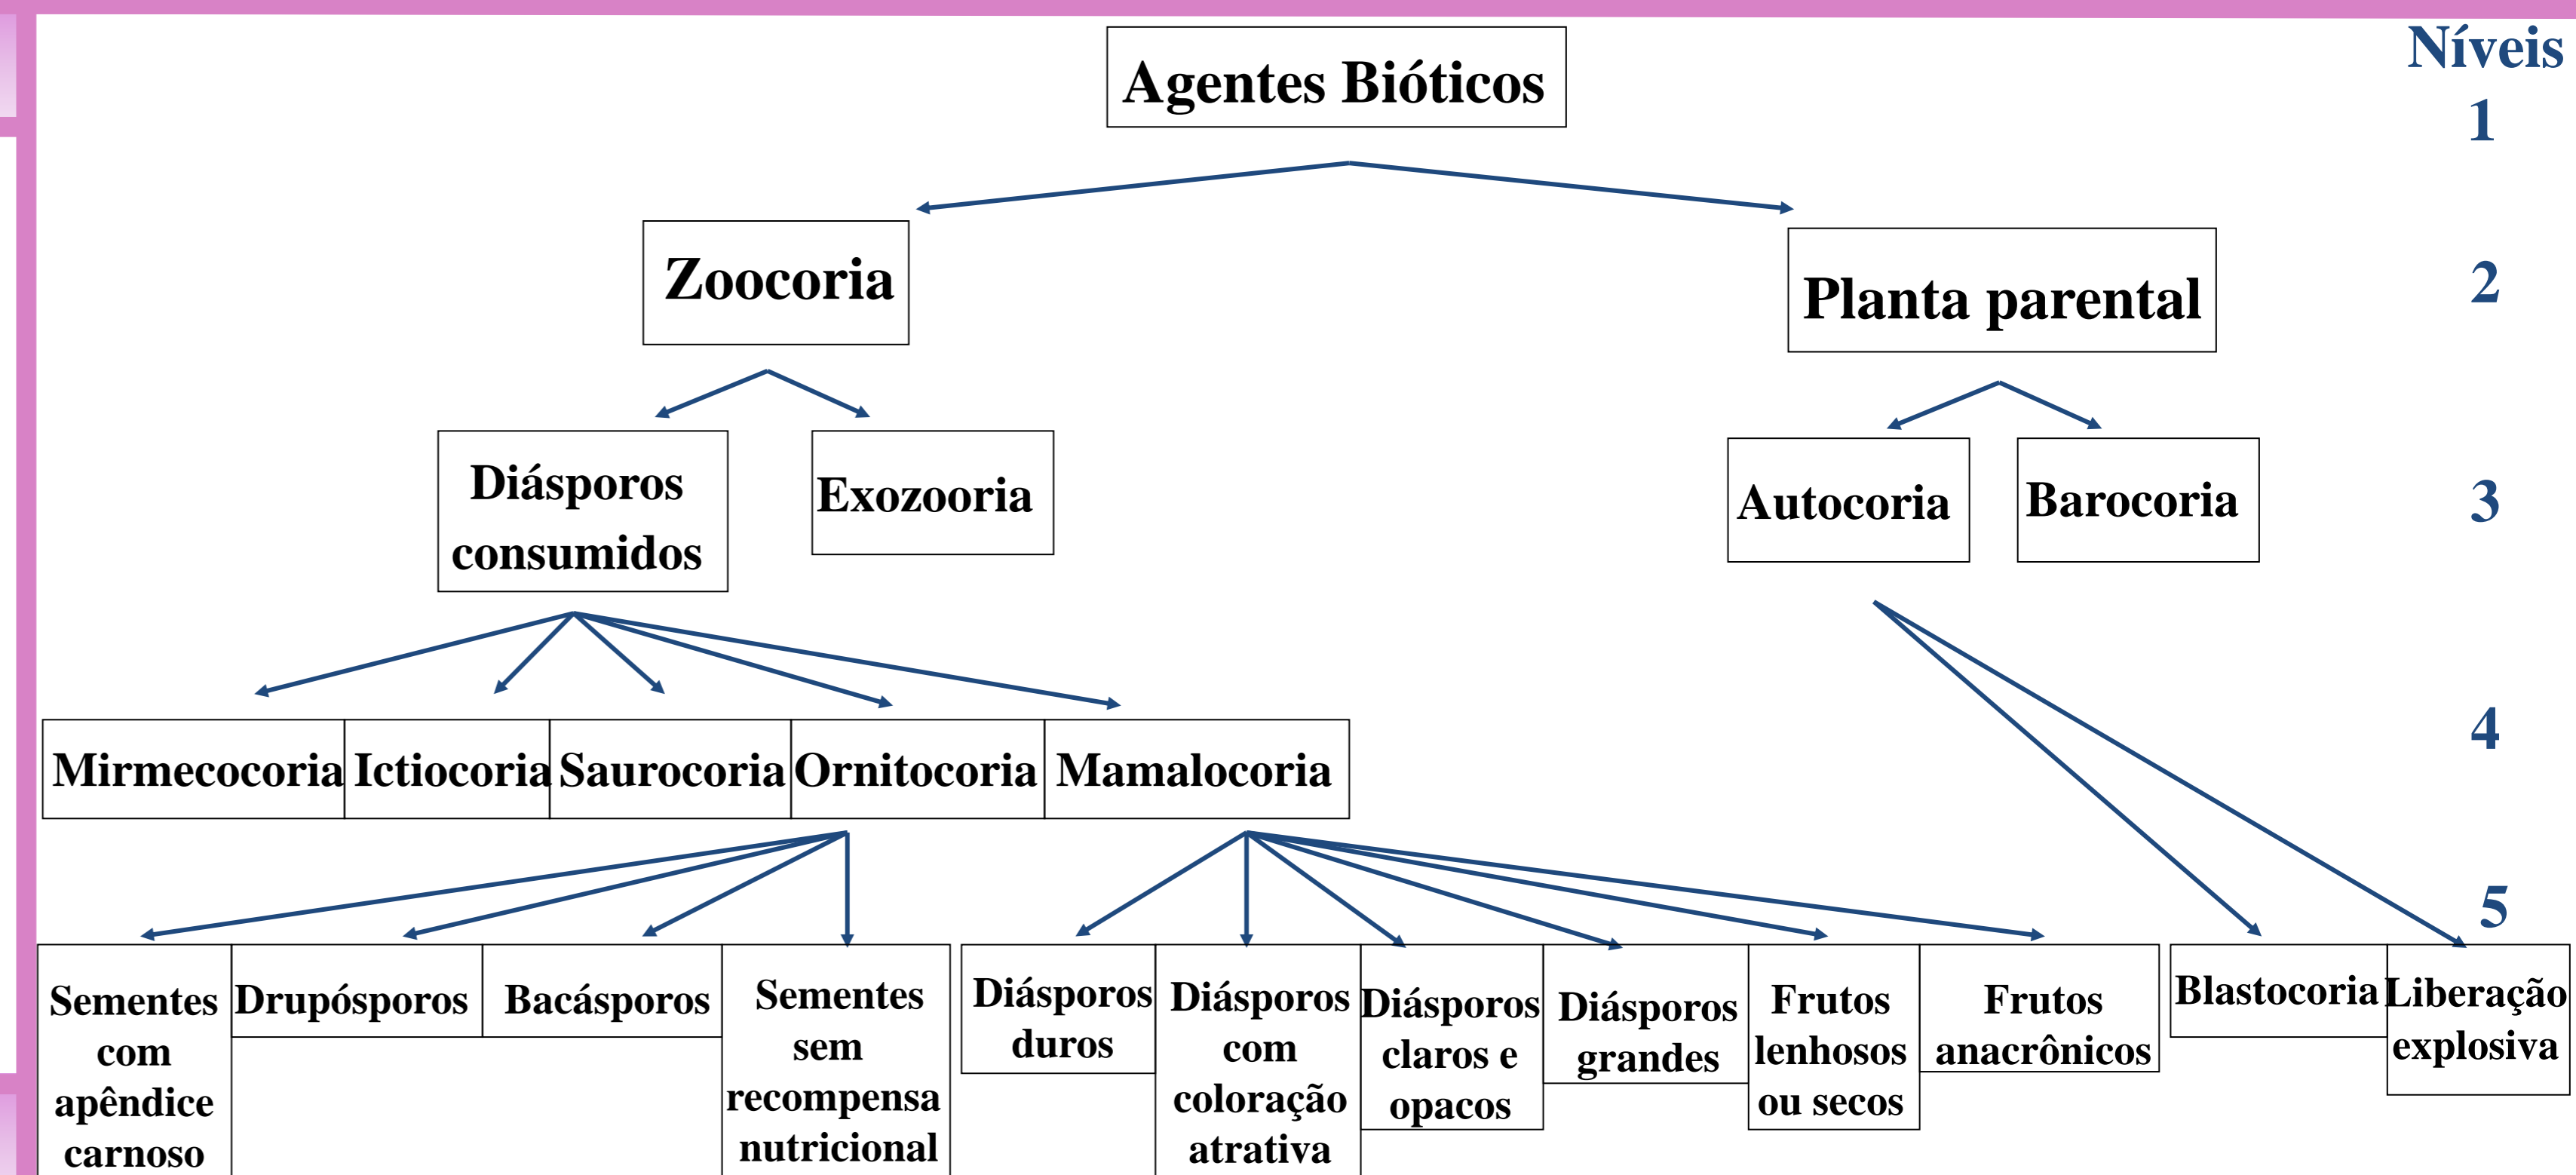 Níveis
Agentes Bióticos
1
Zoocoria
Planta parental
2
Diásporos
consumidos
Exozooria
Autocoria
Barocoria
3
Mirmecocoria
Ictiocoria
Saurocoria
Ornitocoria
Mamalocoria
4
5
Sementes
com
apêndice
carnoso
Drupósporos
Bacásporos
Sementes
sem
recompensa
nutricional
Diásporos
duros
Diásporos
com
coloração
atrativa
Diásporos
claros e
opacos
Diásporos
grandes
Frutos
lenhosos
ou secos
Frutos
anacrônicos
Blastocoria
Liberação
explosiva